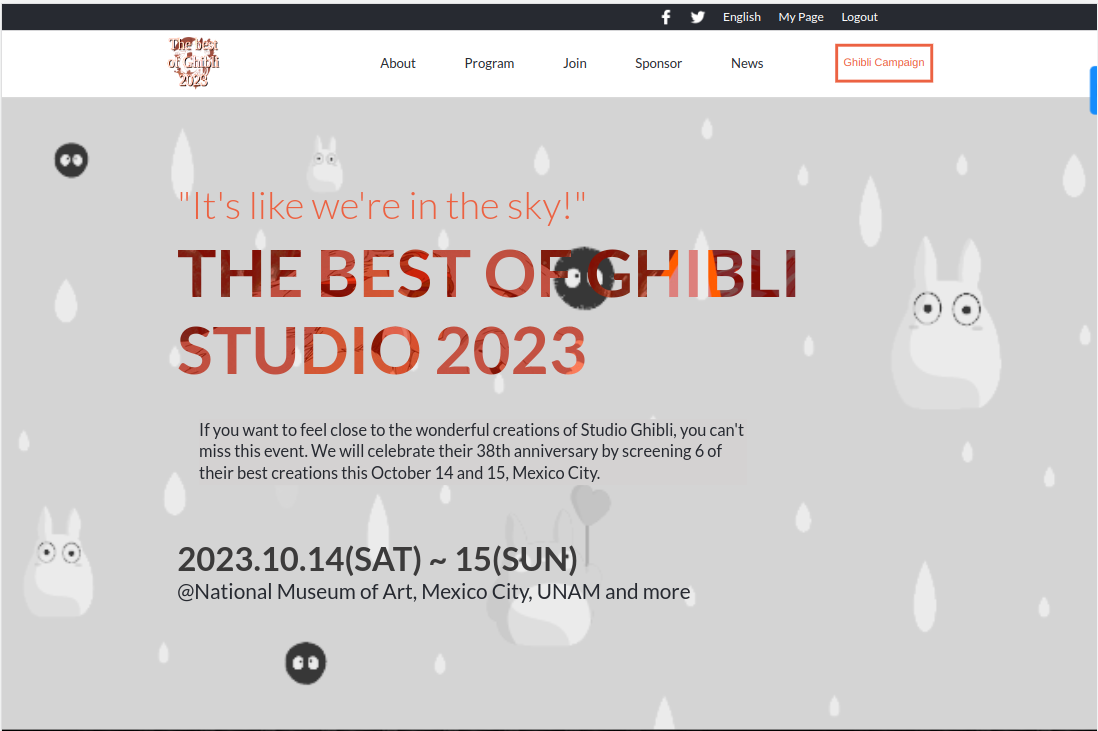 English My Page Logout
The best
of Ghibli
2023
About Program Join Sponsor News Ghibli Campaign
"It's like we're in the sky!"
THE BEST OF GHIBLI
STUDIO 2023
If you want to feel close to the wonderful creations of Studio Ghibli, you can't
miss this event. We will celebrate their 38th anniversary by screening 6 of
their best creations this October 14 and 15, Mexico City.
2023.10.14(SAT) ~ 15(SUN)
@National Museum of Art, Mexico City, UNAM and more